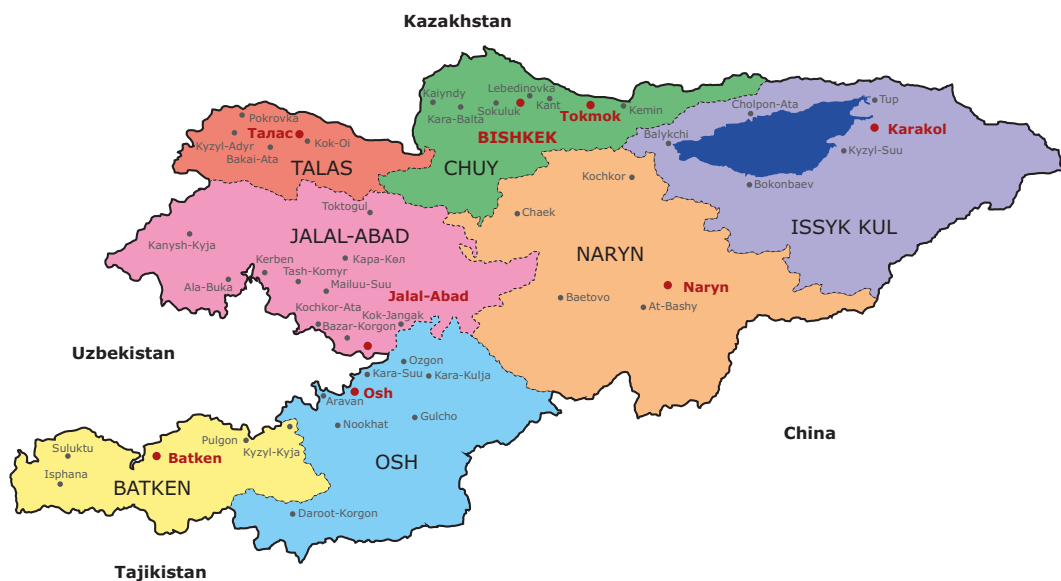 Kazakhstan
Kaiyndy
Lebedinovka
Kara-Balta
Sokuluk
Kant
Tokmok
Kemin
BISHKEK
CHUY
Cholpon-Ata
Tup
Karakol
Balykchi
Kyzyl-Suu
Bokonbaev
ISSYK KUL
Pokrovka
Талас
Kyzyl-Adyr
Kok-Oi
Bakai-Ata
TALAS
Kochkor
Chaek
NARYN
Naryn
Baetovo
At-Bashy
Toktogul
JALAL-ABAD
Kanysh-Kyja
Кара-Көл
Kerben
Tash-Komyr
Mailuu-Suu
Ala-Buka
Jalal-Abad
Kochkor-Ata
Kok-Jangak
Bazar-Korgon
Uzbekistan
Ozgon
Kara-Suu
Kara-Kulja
Osh
Aravan
Gulcho
Nookhat
OSH
China
Pulgon
Kyzyl-Kyja
Suluktu
Batken
Isphana
BATKEN
Daroot-Korgon
Tajikistan